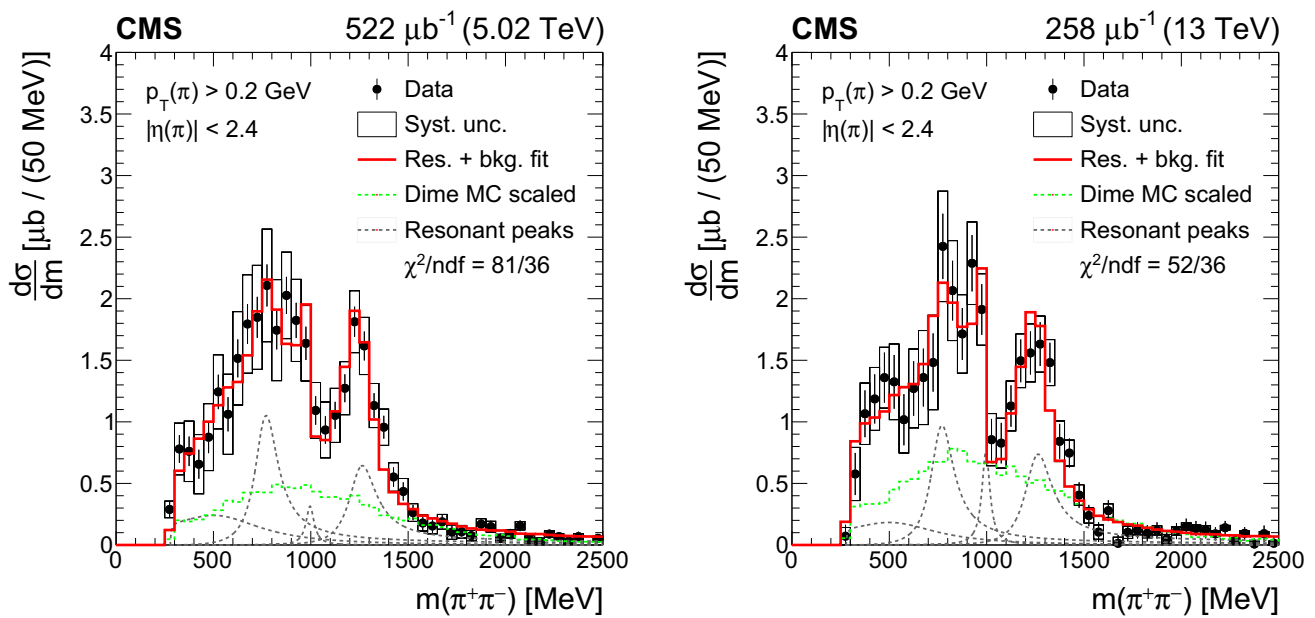 CMS 522 μb⁻¹ (5.02 TeV)
dσ/dm [μb / (50 MeV)]
4
3.5
3
2.5
2
1.5
1
0.5
0
p_T(π) > 0.2 GeV
|η(π)| < 2.4
Data
Syst. unc.
Res. + bkg. fit
Dime MC scaled
Resonant peaks
χ²/ndf = 81/36
0 500 1000 1500 2000 2500
m(π⁺π⁻) [MeV]
CMS 258 μb⁻¹ (13 TeV)
dσ/dm [μb / (50 MeV)]
4
3.5
3
2.5
2
1.5
1
0.5
0
p_T(π) > 0.2 GeV
|η(π)| < 2.4
Data
Syst. unc.
Res. + bkg. fit
Dime MC scaled
Resonant peaks
χ²/ndf = 52/36
0 500 1000 1500 2000 2500
m(π⁺π⁻) [MeV]